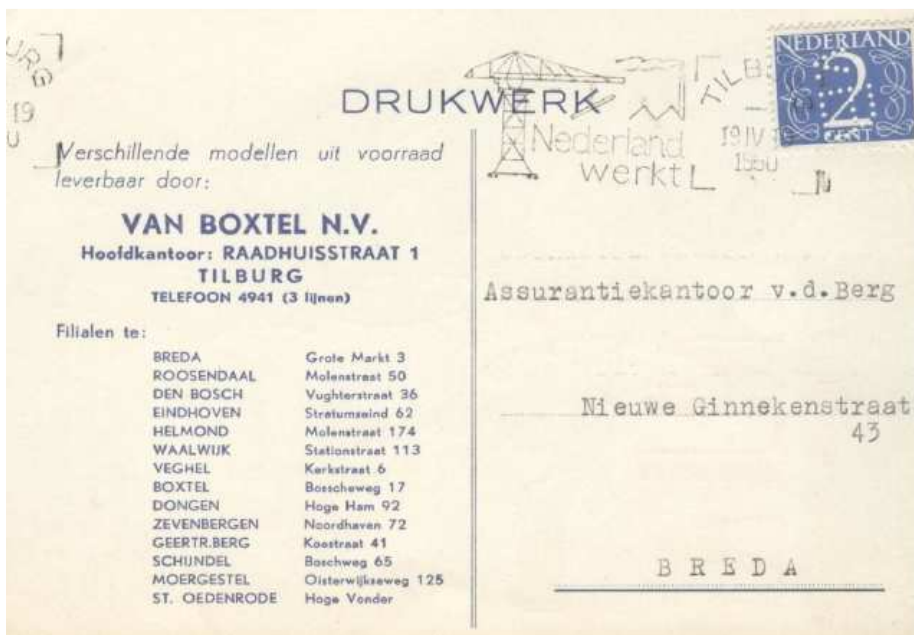 DRUKWERK
Verschillende modellen uit voorraad
leverbaar door:
VAN BOXTEL N.V.
Hoofdkantoor: RAADHUISSTRAAT 1
TILBURG
TELEFOON 4941 (3 lijnen)
Filialen te:
BREDA Grote Markt 3
ROOSENDAAL Molenstraat 50
DEN BOSCH Vughterstraat 36
EINDHOVEN Stratumseind 62
HELMOND Molenstraat 174
WAALWIJK Stationstraat 113
VEGHEL Kerkstraat 6
BOXTEL Bosscheweg 17
DONGEN Hoge Ham 92
ZEVENBERGEN Noordhaven 72
GEERTR.BERG Koestraat 41
SCHIJNDEL Boschweg 65
MOERGESTEL Oisterwijkseweg 125
ST. OEDENRODE Hoge Vonder
Nederland
werkt
19 IV
1950
NEDERLAND
2
CENT
Assurantiekantoor v.d.Berg
Nieuwe Ginnekenstraat
43
BREDA